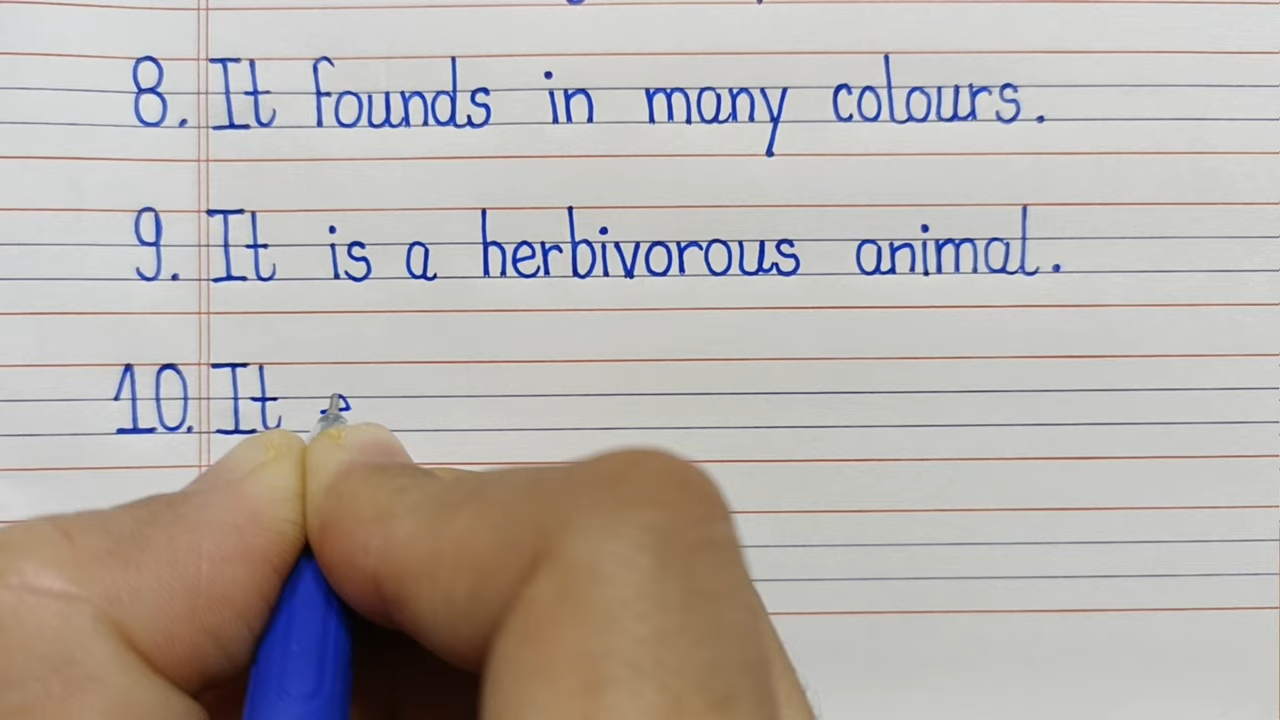 8. It founds in many colours.
9. It is a herbivorous animal.
10. It